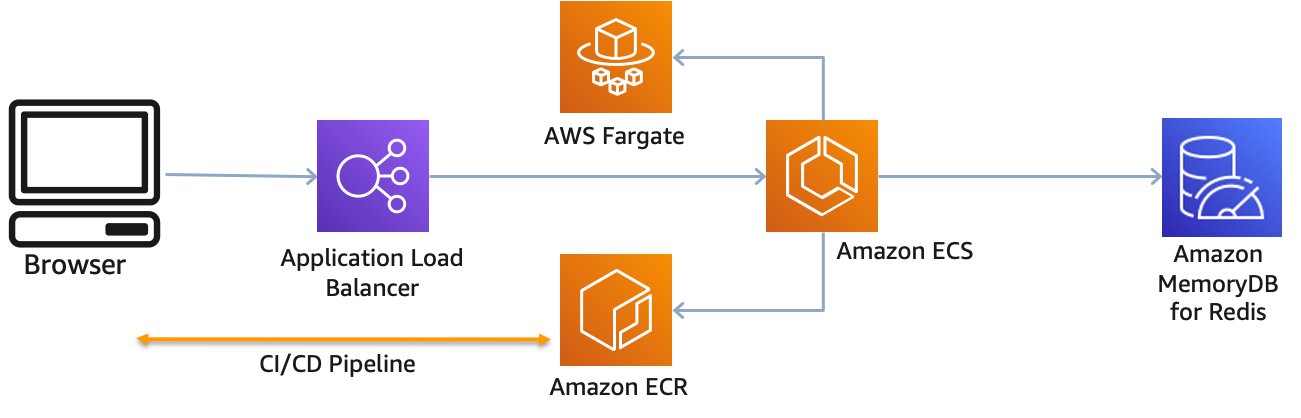 AWS Fargate
Browser
Application Load
Balancer
Amazon ECS
Amazon
MemoryDB
for Redis
CI/CD Pipeline
Amazon ECR